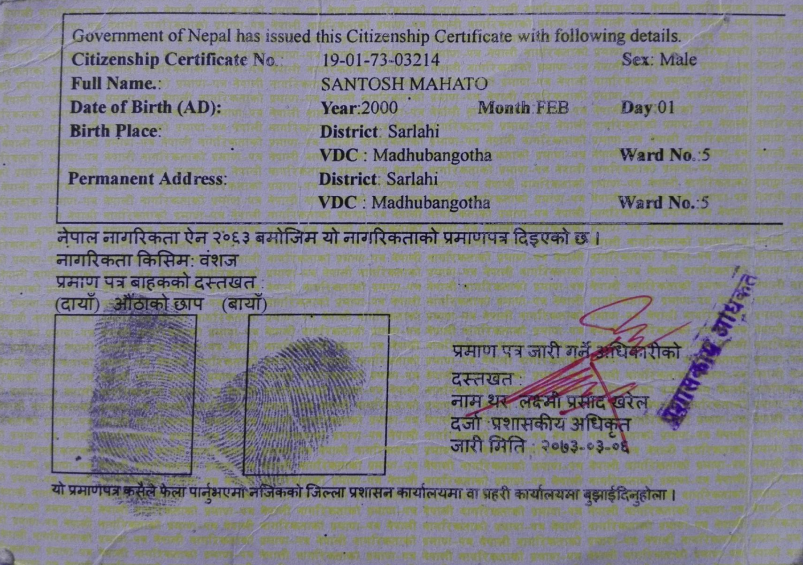 Government of Nepal has issued this Citizenship Certificate with following details.
Citizenship Certificate No.: 19-01-73-03214 Sex: Male
Full Name.: SANTOSH MAHATO
Date of Birth (AD): Year:2000 Month:FEB Day:01
Birth Place: District: Sarlahi
VDC : Madhubangotha Ward No.:5
Permanent Address: District: Sarlahi
VDC : Madhubangotha Ward No.:5
नेपाल नागरिकता ऐन २०६३ बमोजिम यो नागरिकताको प्रमाणपत्र दिइएको छ ।
नागरिकता किसिम: वंशज
प्रमाण पत्र बाहकको दस्तखत :
(दायाँ) औंठाको छाप (बायाँ)
प्रमाण पत्र जारी गर्ने अधिकारीको
दस्तखत :
नाम थर: लक्ष्मी प्रसाद खरेल
दर्जा :प्रशासकीय अधिकृत
जारी मिति : २०७३-०३-०६
प्रशासकीय अधिकृत
यो प्रमाणपत्र कसैले फेला पार्नुभएमा नजिकको जिल्ला प्रशासन कार्यालयमा वा प्रहरी कार्यालयमा बुझाईदिनुहोला ।